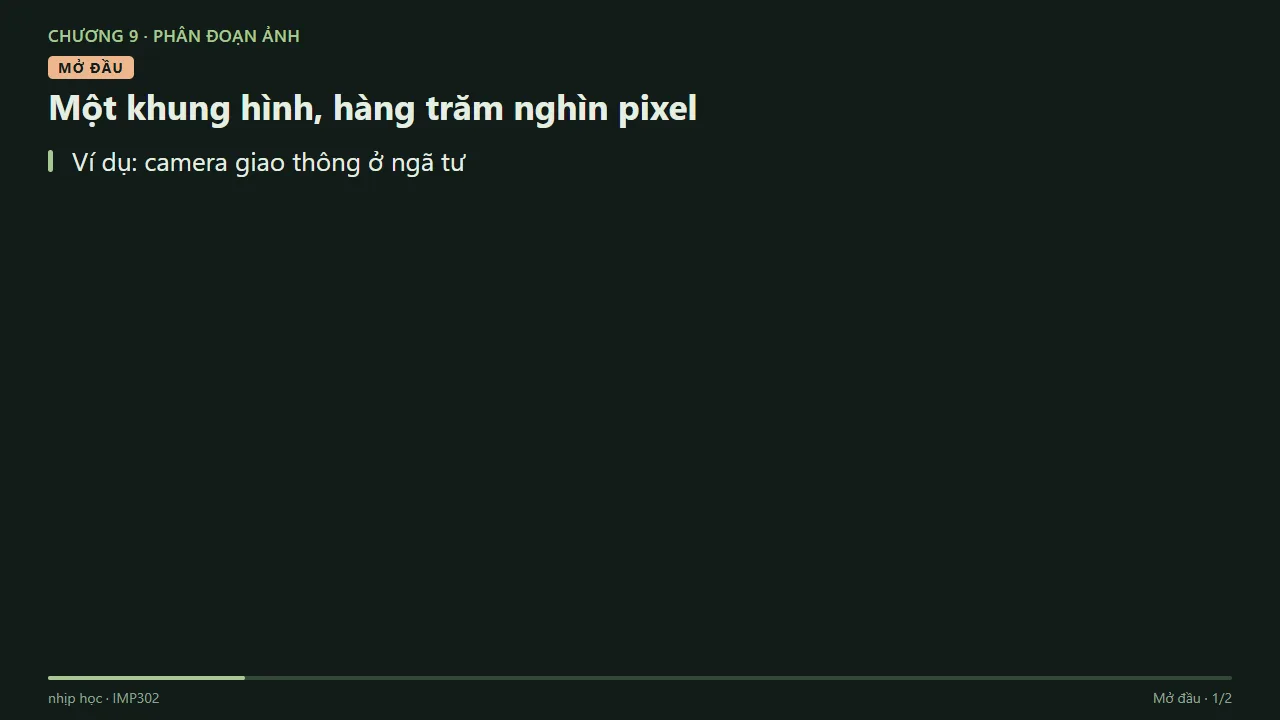 CHƯƠNG 9 · PHÂN ĐOẠN ẢNH
MỞ ĐẦU
Một khung hình, hàng trăm nghìn pixel
Ví dụ: camera giao thông ở ngã tư
nhịp học · IMP302
Mở đầu · 1/2